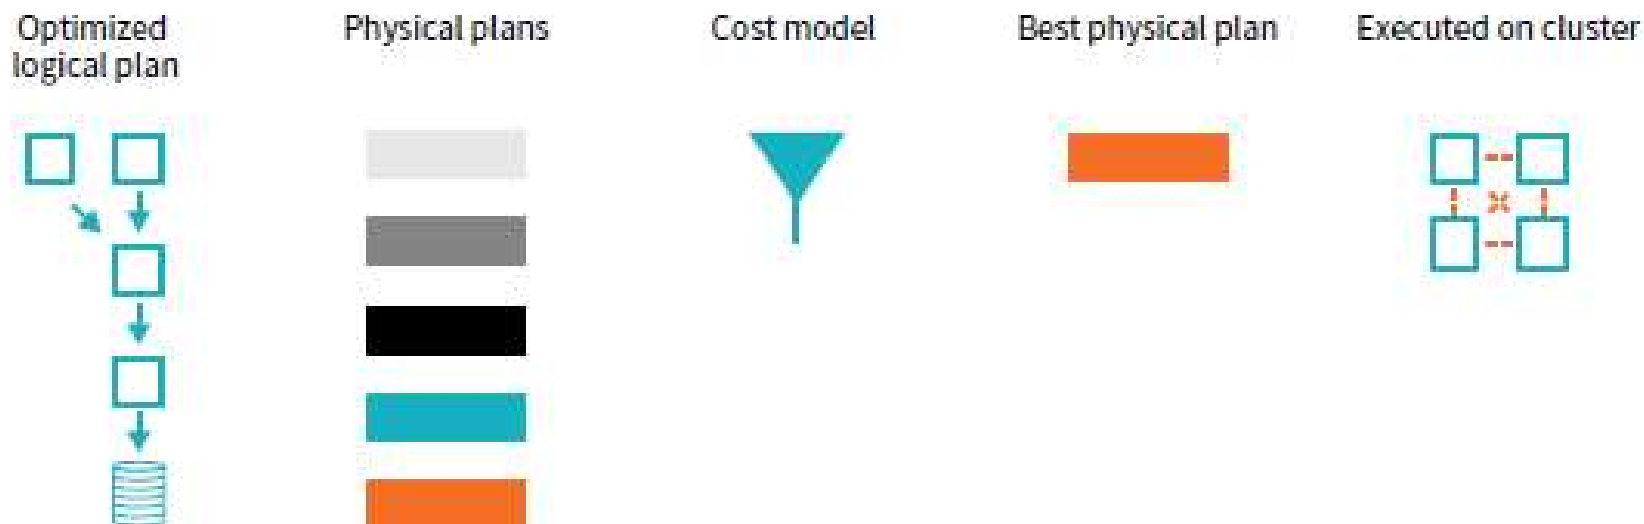 Optimized
logical plan
Physical plans
Cost model
Best physical plan
Executed on cluster